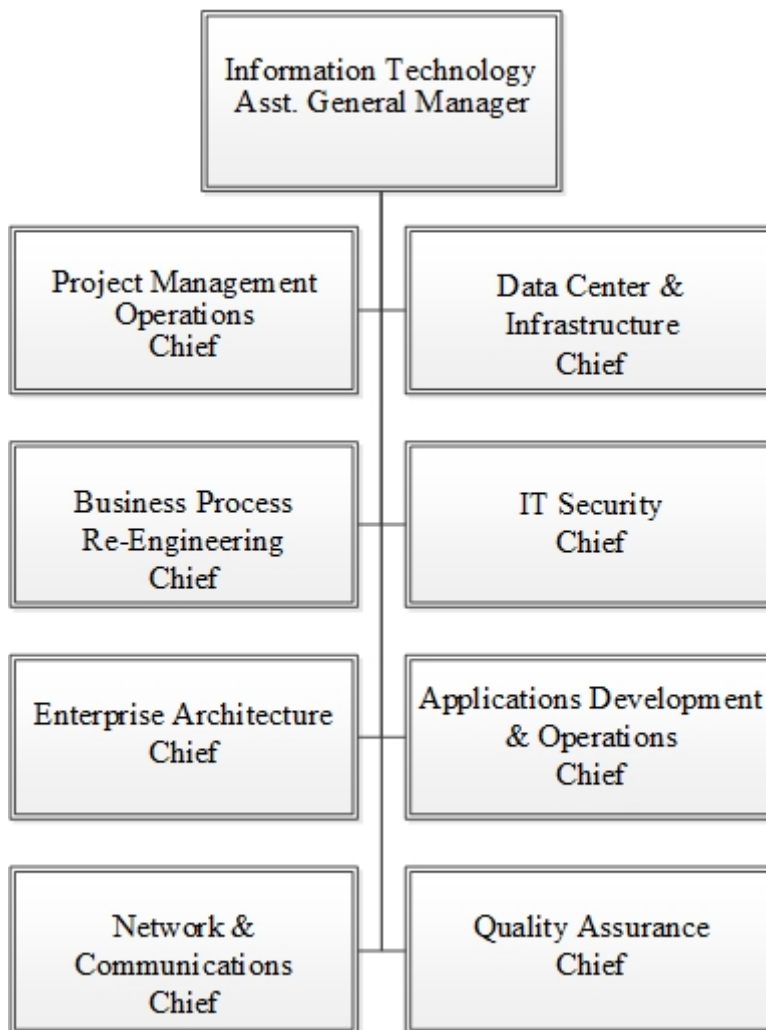 Information Technology
Asst. General Manager
Project Management
Operations
Chief
Data Center &
Infrastructure
Chief
Business Process
Re-Engineering
Chief
IT Security
Chief
Enterprise Architecture
Chief
Applications Development
& Operations
Chief
Network &
Communications
Chief
Quality Assurance
Chief